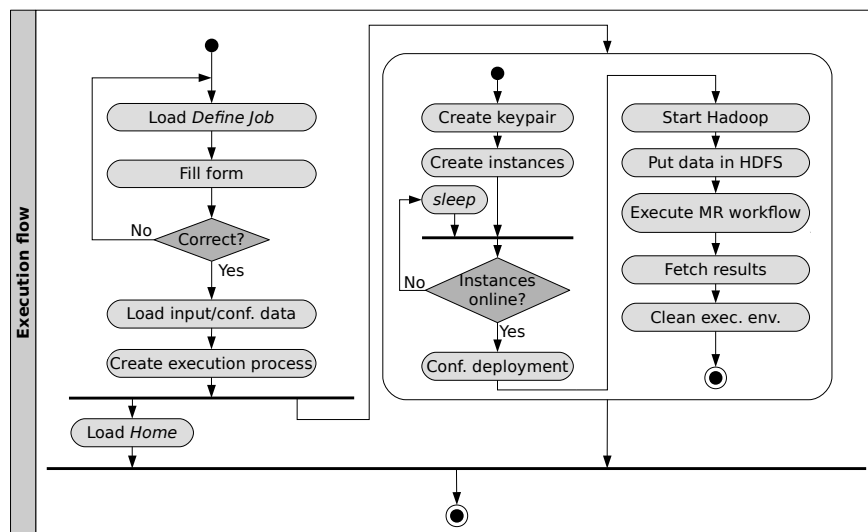 Execution flow
Load Define Job
Fill form
No
Correct?
Yes
Load input/conf. data
Create execution process
Load Home
Create keypair
Create instances
sleep
No
Instances
online?
Yes
Conf. deployment
Start Hadoop
Put data in HDFS
Execute MR workflow
Fetch results
Clean exec. env.